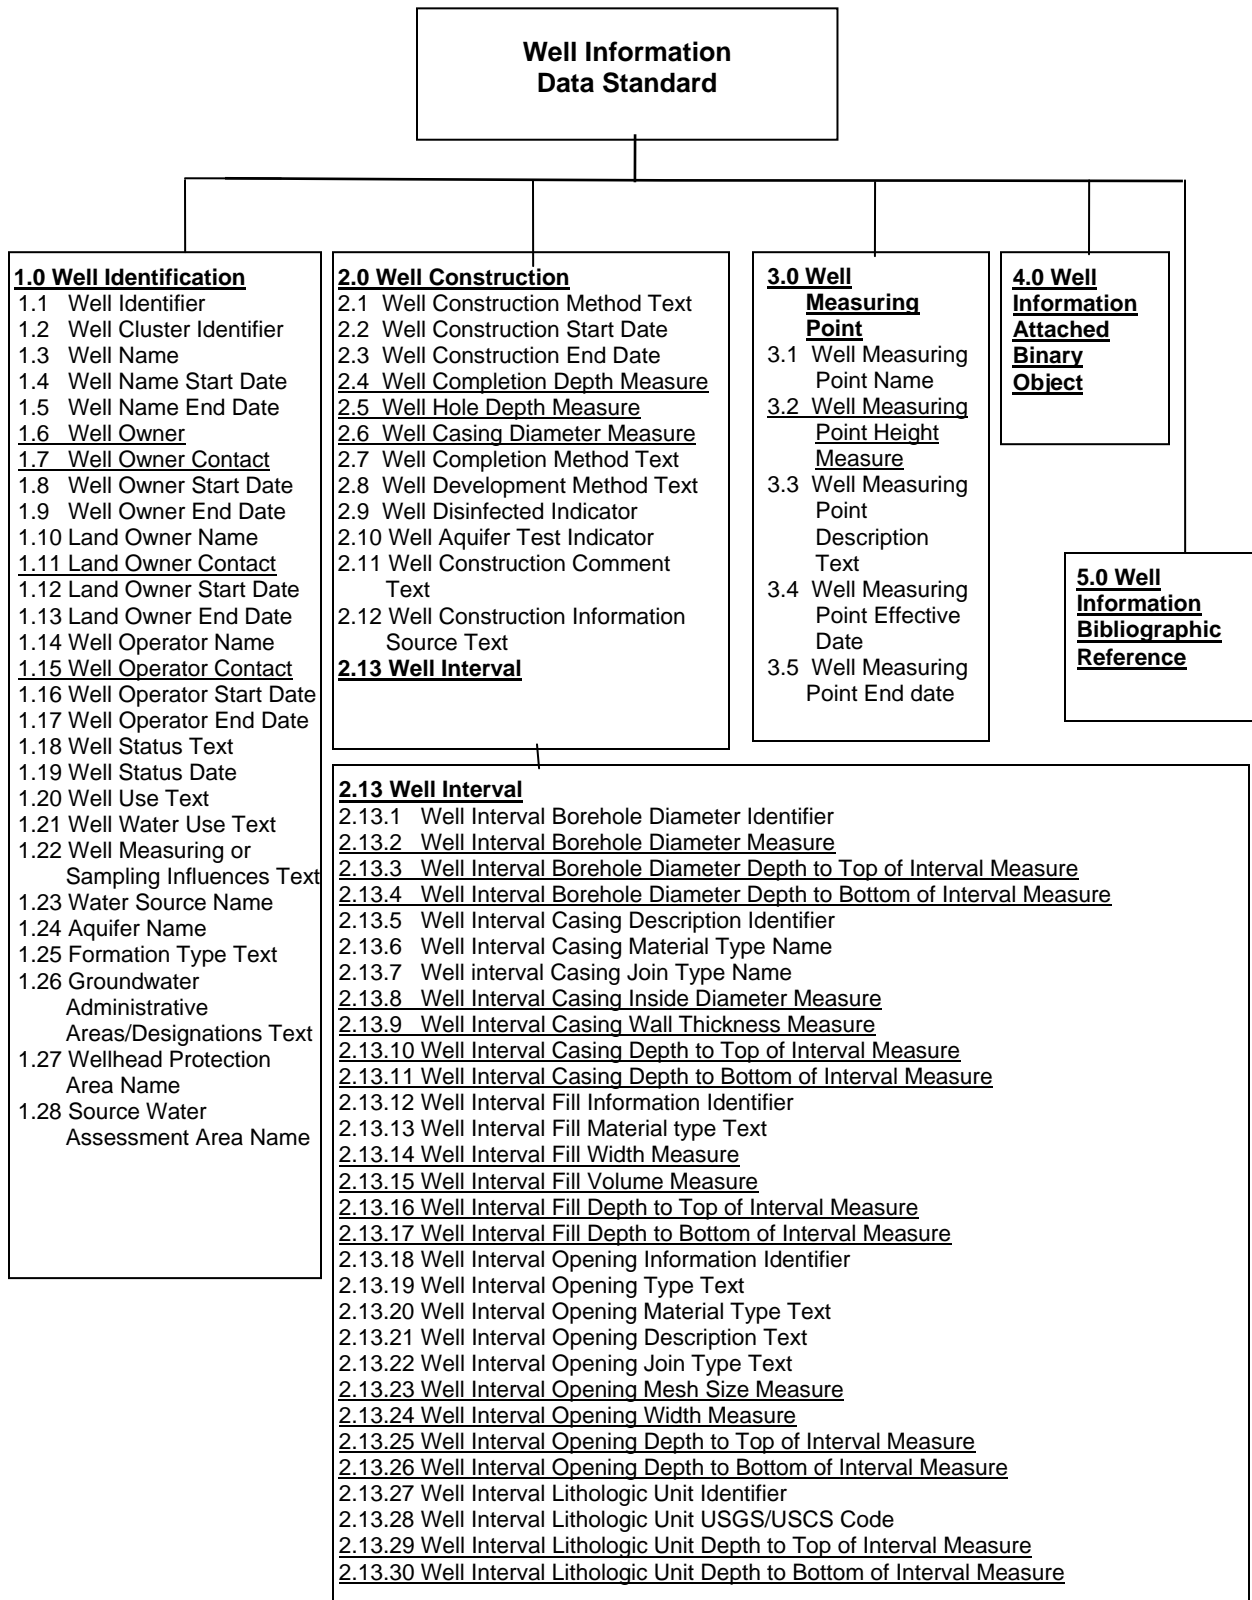 Well Information
Data Standard
1.0 Well Identification
1.1 Well Identifier
1.2 Well Cluster Identifier
1.3 Well Name
1.4 Well Name Start Date
1.5 Well Name End Date
1.6 Well Owner
1.7 Well Owner Contact
1.8 Well Owner Start Date
1.9 Well Owner End Date
1.10 Land Owner Name
1.11 Land Owner Contact
1.12 Land Owner Start Date
1.13 Land Owner End Date
1.14 Well Operator Name
1.15 Well Operator Contact
1.16 Well Operator Start Date
1.17 Well Operator End Date
1.18 Well Status Text
1.19 Well Status Date
1.20 Well Use Text
1.21 Well Water Use Text
1.22 Well Measuring or
Sampling Influences Text
1.23 Water Source Name
1.24 Aquifer Name
1.25 Formation Type Text
1.26 Groundwater
Administrative
Areas/Designations Text
1.27 Wellhead Protection
Area Name
1.28 Source Water
Assessment Area Name
2.0 Well Construction
2.1 Well Construction Method Text
2.2 Well Construction Start Date
2.3 Well Construction End Date
2.4 Well Completion Depth Measure
2.5 Well Hole Depth Measure
2.6 Well Casing Diameter Measure
2.7 Well Completion Method Text
2.8 Well Development Method Text
2.9 Well Disinfected Indicator
2.10 Well Aquifer Test Indicator
2.11 Well Construction Comment
Text
2.12 Well Construction Information
Source Text
2.13 Well Interval
3.0 Well
Measuring
Point
3.1 Well Measuring
Point Name
3.2 Well Measuring
Point Height
Measure
3.3 Well Measuring
Point
Description
Text
3.4 Well Measuring
Point Effective
Date
3.5 Well Measuring
Point End date
4.0 Well
Information
Attached
Binary
Object
5.0 Well
Information
Bibliographic
Reference
2.13 Well Interval
2.13.1 Well Interval Borehole Diameter Identifier
2.13.2 Well Interval Borehole Diameter Measure
2.13.3 Well Interval Borehole Diameter Depth to Top of Interval Measure
2.13.4 Well Interval Borehole Diameter Depth to Bottom of Interval Measure
2.13.5 Well Interval Casing Description Identifier
2.13.6 Well Interval Casing Material Type Name
2.13.7 Well interval Casing Join Type Name
2.13.8 Well Interval Casing Inside Diameter Measure
2.13.9 Well Interval Casing Wall Thickness Measure
2.13.10 Well Interval Casing Depth to Top of Interval Measure
2.13.11 Well Interval Casing Depth to Bottom of Interval Measure
2.13.12 Well Interval Fill Information Identifier
2.13.13 Well Interval Fill Material type Text
2.13.14 Well Interval Fill Width Measure
2.13.15 Well Interval Fill Volume Measure
2.13.16 Well Interval Fill Depth to Top of Interval Measure
2.13.17 Well Interval Fill Depth to Bottom of Interval Measure
2.13.18 Well Interval Opening Information Identifier
2.13.19 Well Interval Opening Type Text
2.13.20 Well Interval Opening Material Type Text
2.13.21 Well Interval Opening Description Text
2.13.22 Well Interval Opening Join Type Text
2.13.23 Well Interval Opening Mesh Size Measure
2.13.24 Well Interval Opening Width Measure
2.13.25 Well Interval Opening Depth to Top of Interval Measure
2.13.26 Well Interval Opening Depth to Bottom of Interval Measure
2.13.27 Well Interval Lithologic Unit Identifier
2.13.28 Well Interval Lithologic Unit USGS/USCS Code
2.13.29 Well Interval Lithologic Unit Depth to Top of Interval Measure
2.13.30 Well Interval Lithologic Unit Depth to Bottom of Interval Measure